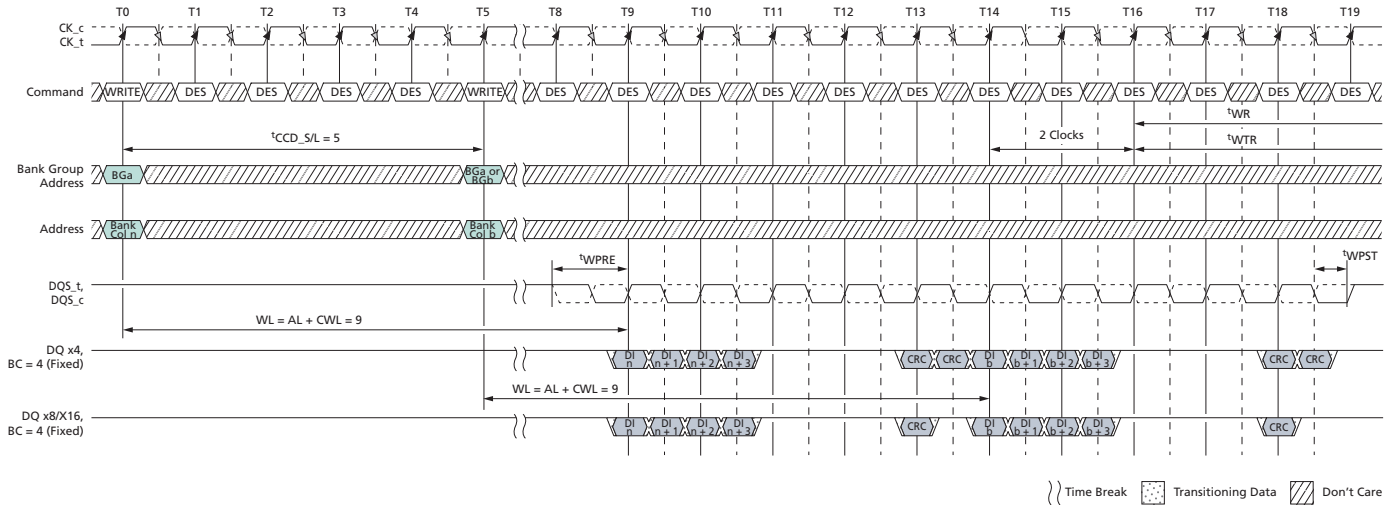 T0 T1 T2 T3 T4 T5 T8 T9 T10 T11 T12 T13 T14 T15 T16 T17 T18 T19
CK_c
CK_t
Command WRITE DES DES DES DES WRITE DES DES DES DES DES DES DES DES DES DES DES DES
tWR
tCCD_S/L = 5 2 Clocks tWTR
Bank Group
Address
BGa BGa or
BGb
Address Bank
Col n Bank
Col b
tWPRE tWPST
DQS_t,
DQS_c
WL = AL + CWL = 9
DQ x4,
BC = 4 (Fixed)
DI
n DI
n + 1 DI
n + 2 DI
n + 3 CRC CRC DI
b DI
b + 1 DI
b + 2 DI
b + 3 CRC CRC
WL = AL + CWL = 9
DQ x8/X16,
BC = 4 (Fixed)
DI
n DI
n + 1 DI
n + 2 DI
n + 3 CRC DI
b DI
b + 1 DI
b + 2 DI
b + 3 CRC
Time Break Transitioning Data Don't Care